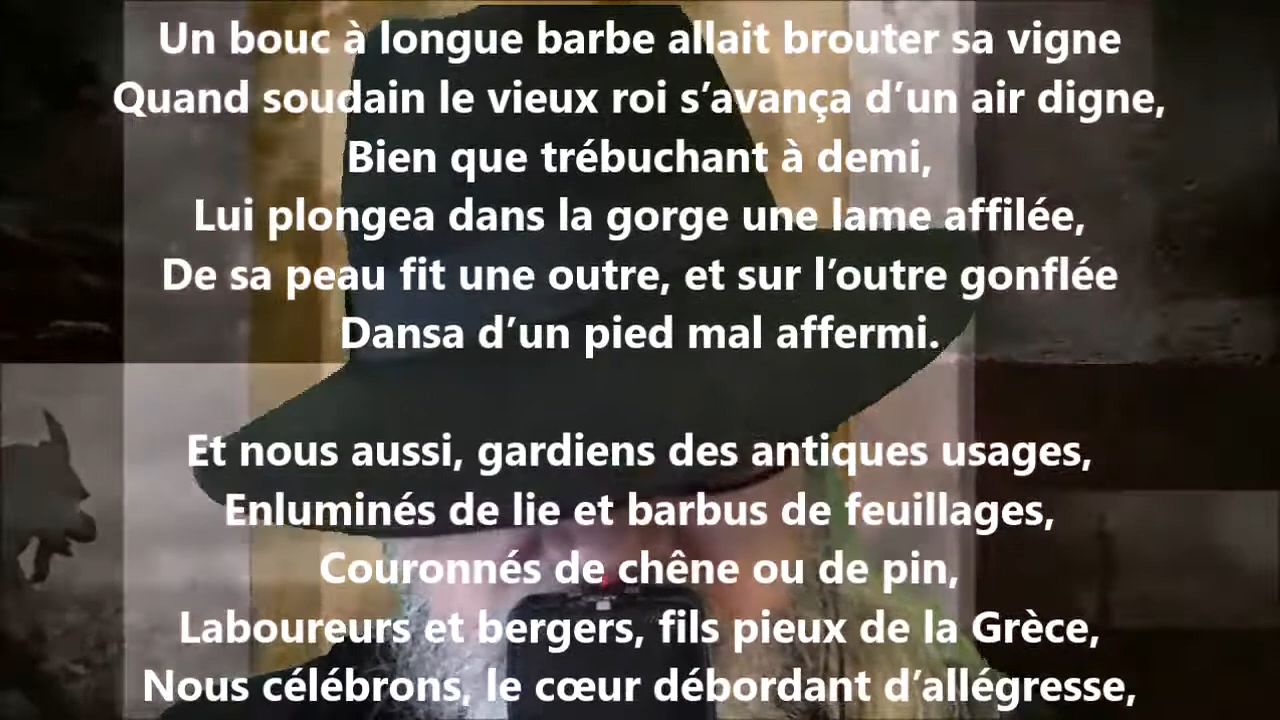 Un bouc à longue barbe allait brouter sa vigne
Quand soudain le vieux roi s’avança d’un air digne,
Bien que trébuchant à demi,
Lui plongea dans la gorge une lame affilée,
De sa peau fit une outre, et sur l’outre gonflée
Dansa d’un pied mal affermi.
Et nous aussi, gardiens des antiques usages,
Enluminés de lie et barbus de feuillages,
Couronnés de chêne ou de pin,
Laboureurs et bergers, fils pieux de la Grèce,
Nous célébrons, le cœur débordant d’allégresse,